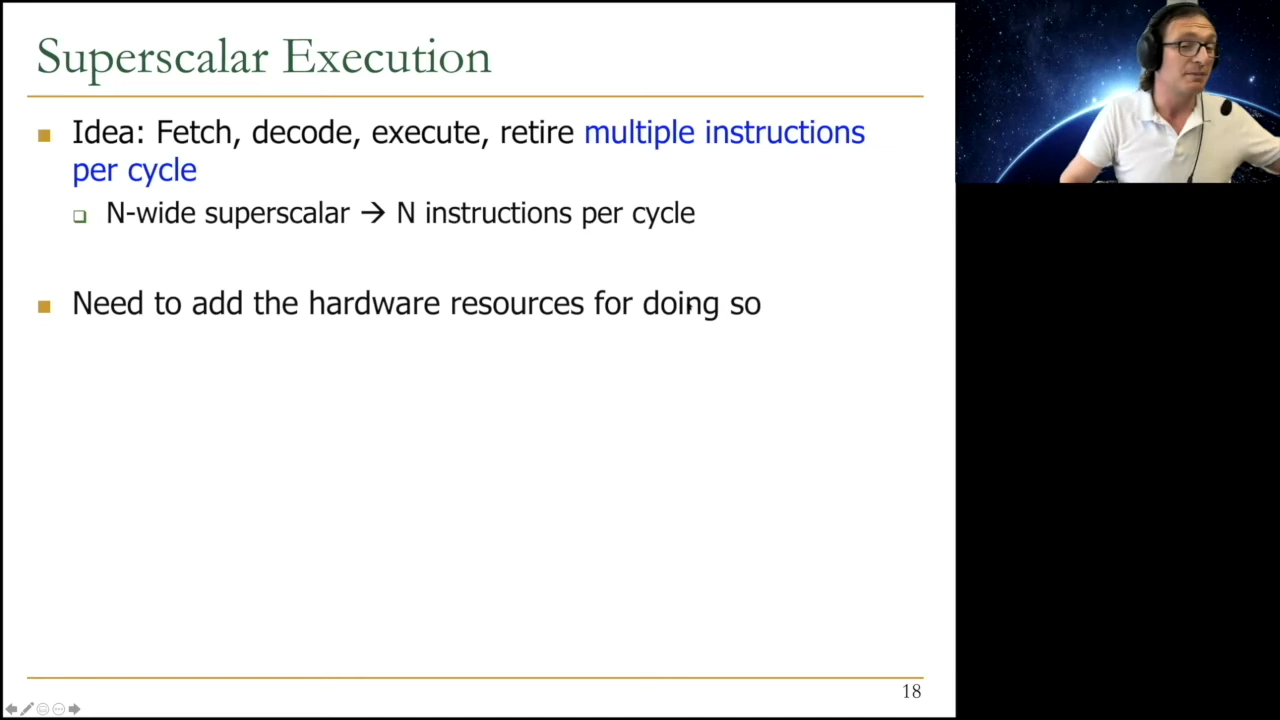 Superscalar Execution
Idea: Fetch, decode, execute, retire multiple instructions
per cycle
N-wide superscalar → N instructions per cycle
Need to add the hardware resources for doing so
18